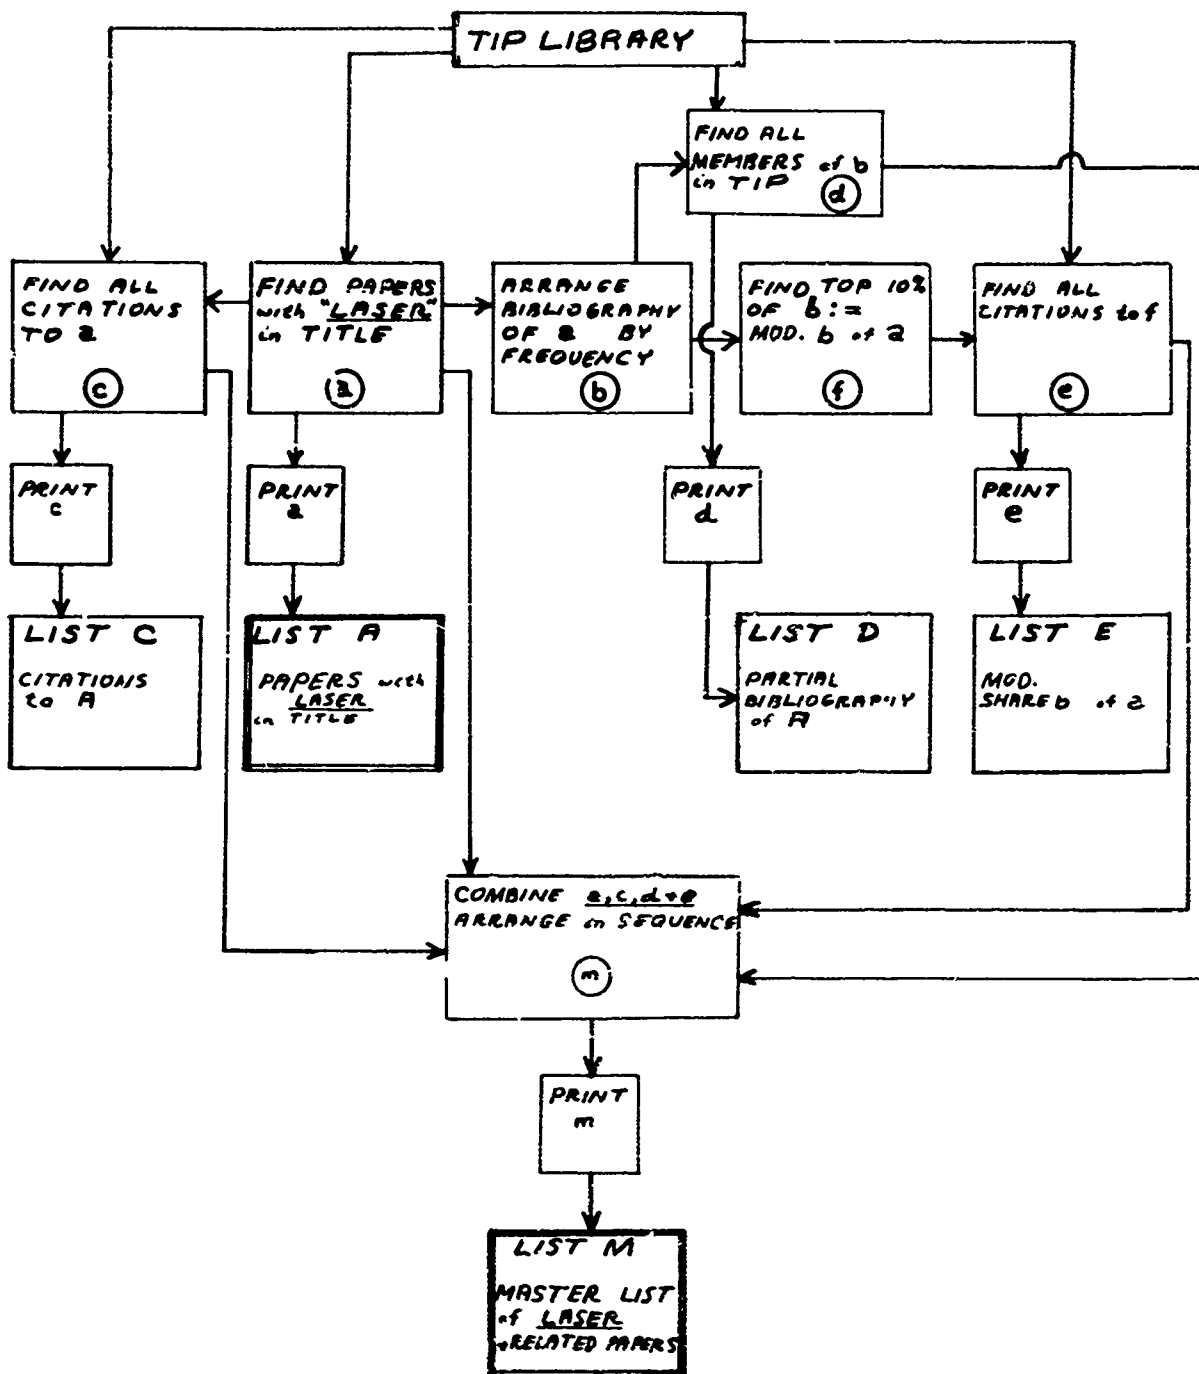 TIP LIBRARY
FIND ALL
MEMBERS of b
in TIP
d
FIND ALL
CITATIONS
TO a
c
FIND PAPERS
with "LASER"
in TITLE
a
ARRANGE
BIBLIOGRAPHY
OF a BY
FREQUENCY
b
FIND TOP 10%
OF b :=
MOD. b of a
f
FIND ALL
CITATIONS to f
e
PRINT
c
PRINT
a
PRINT
d
PRINT
e
LIST C
CITATIONS
to A
LIST A
PAPERS with
LASER
in TITLE
LIST D
PARTIAL
BIBLIOGRAPHY
of A
LIST E
MOD.
SHARE b of a
COMBINE a, c, d + e
ARRANGE in SEQUENCE
m
PRINT
m
LIST M
MASTER LIST
of LASER
+ RELATED PAPERS